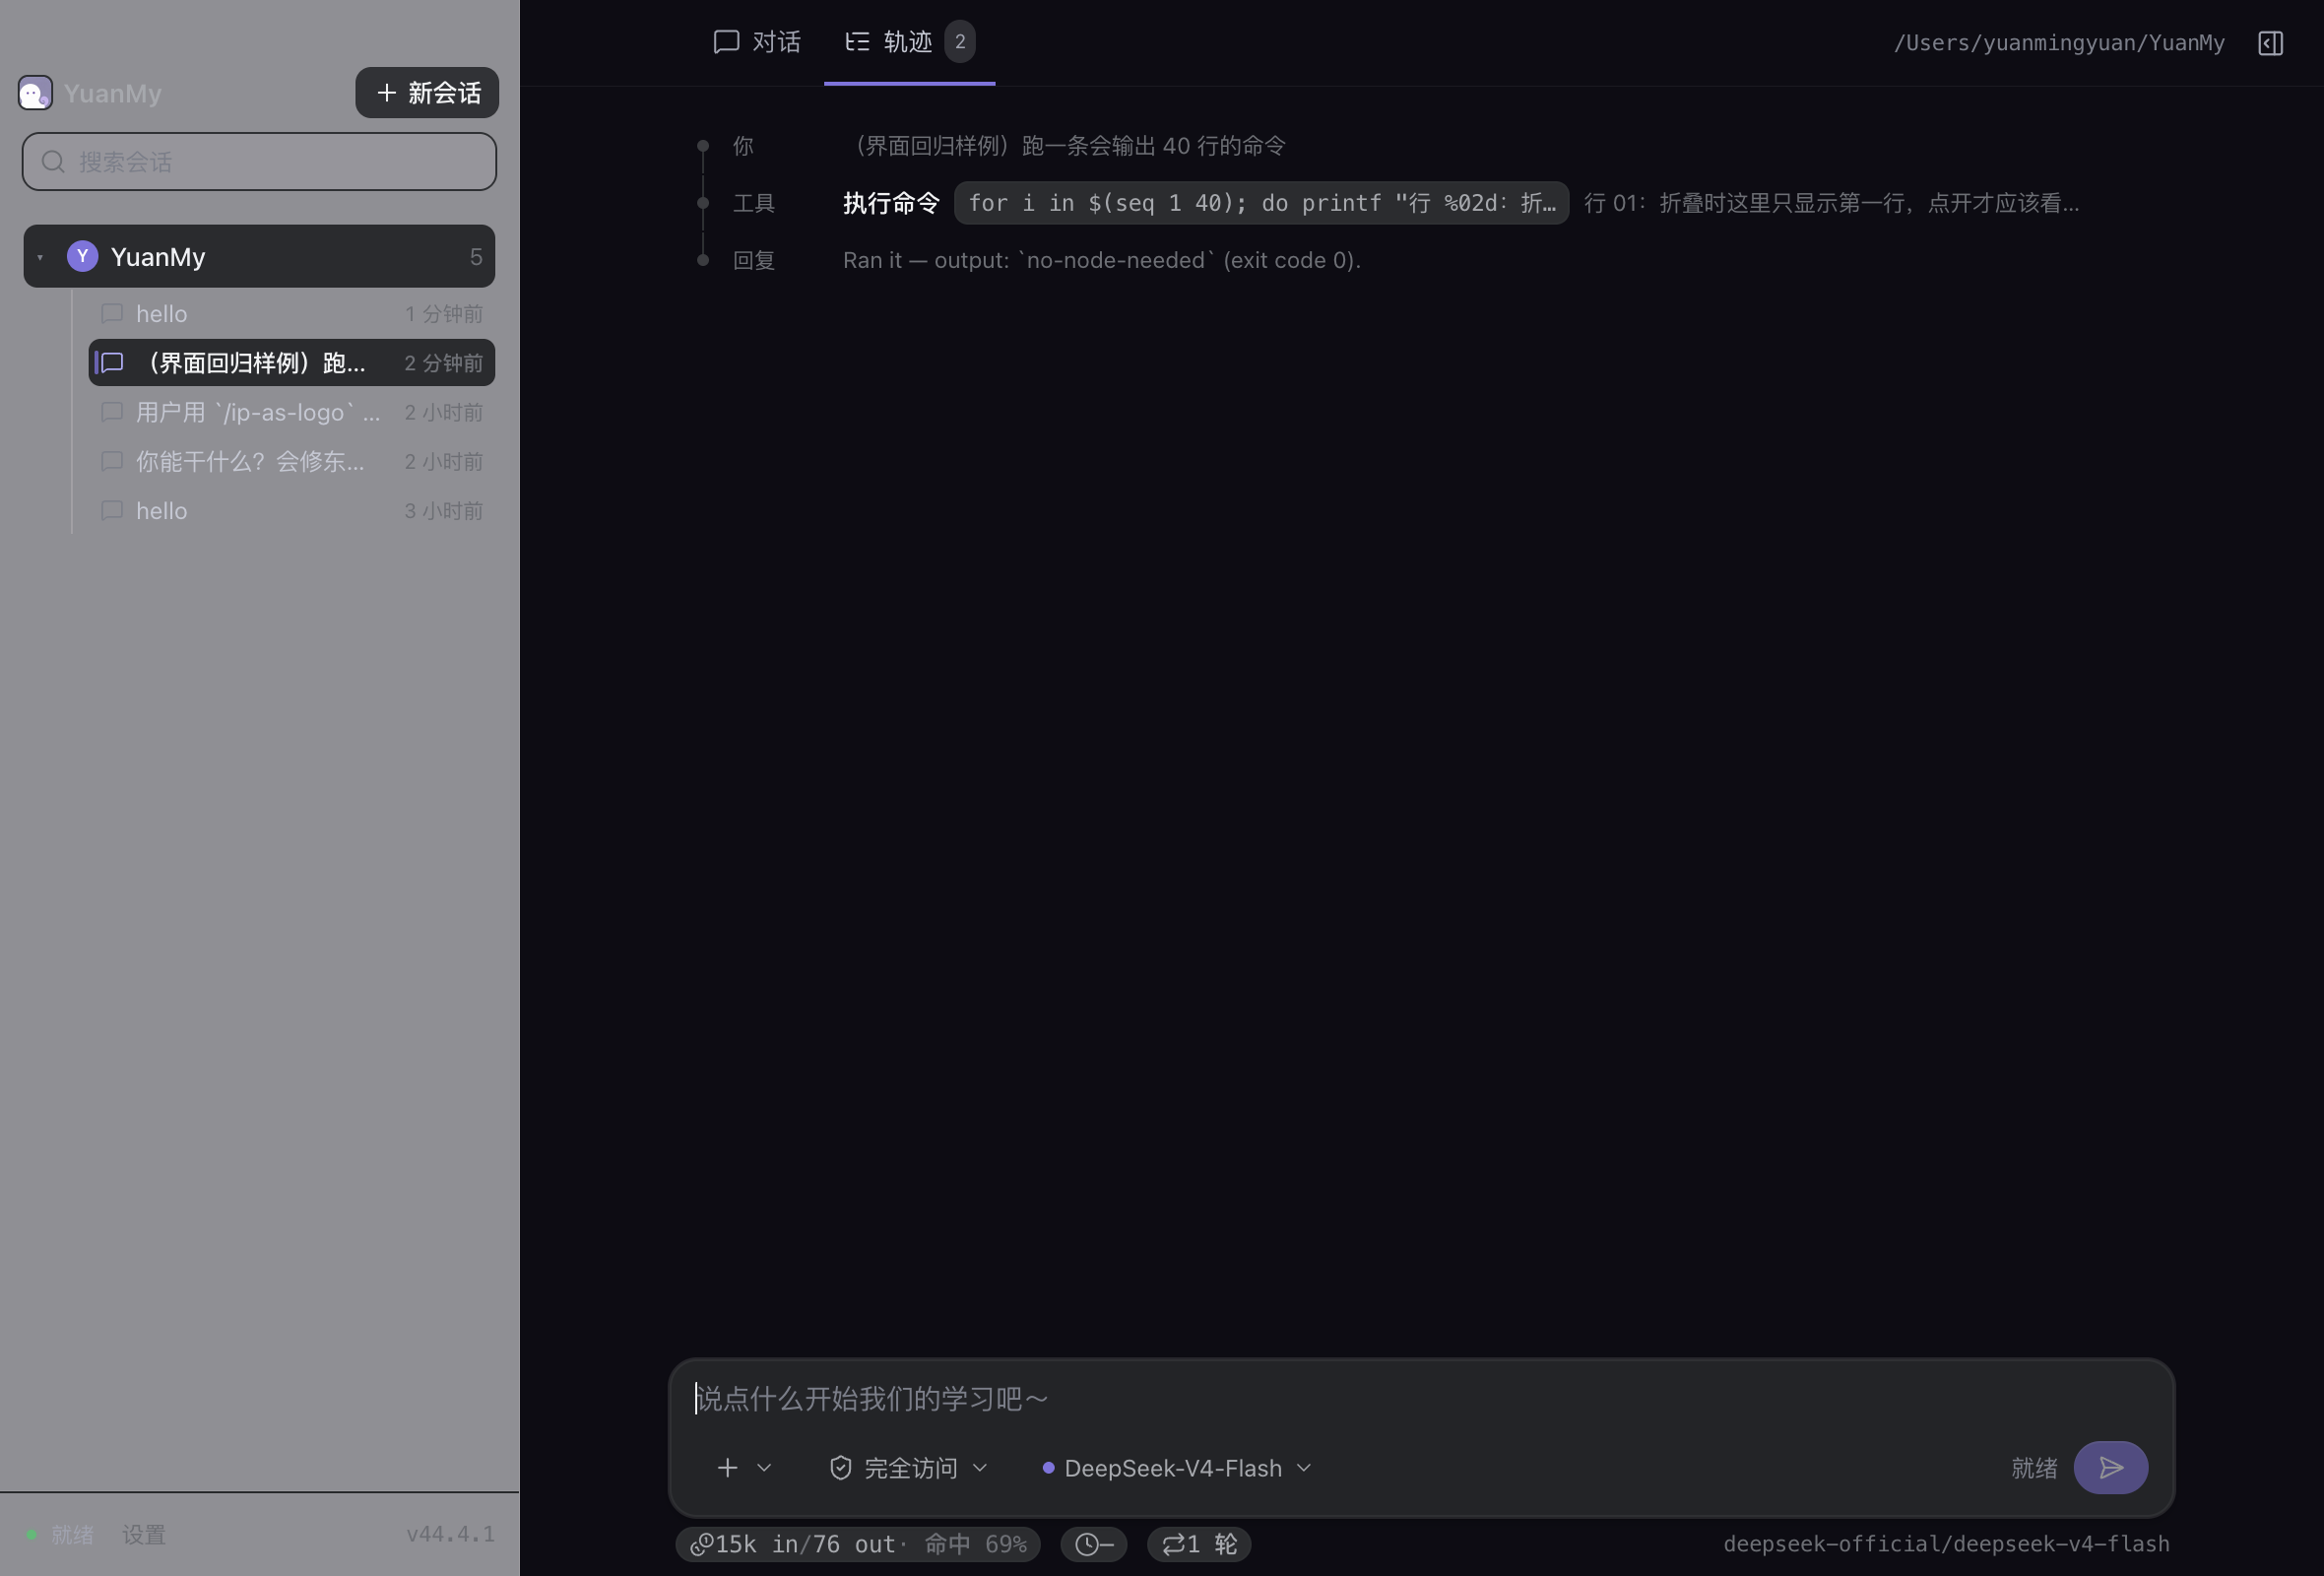 YuanMy
新会话
搜索会话
Y YuanMy 5
hello 1 分钟前
（界面回归样例）跑... 2 分钟前
用户用 `/ip-as-logo` ... 2 小时前
你能干什么？会修东... 2 小时前
hello 3 小时前
就绪 设置 v44.4.1
对话 轨迹 2 /Users/yuanmingyuan/YuanMy
你 （界面回归样例）跑一条会输出 40 行的命令
工具 执行命令 for i in $(seq 1 40); do printf "行 %02d：折… 行 01：折叠时这里只显示第一行，点开才应该看...
回复 Ran it — output: `no-node-needed` (exit code 0).
说点什么开始我们的学习吧～
完全访问 DeepSeek-V4-Flash 就绪
15k in/76 out· 命中 69% — 1 轮 deepseek-official/deepseek-v4-flash